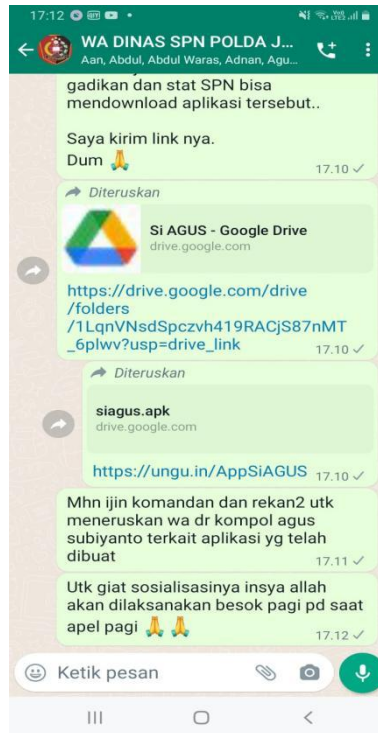 17:12
WA DINAS SPN POLDA J...
Aan, Abdul, Abdul Waras, Adnan, Agu...
gadikan dan stat SPN bisa
mendownload aplikasi tersebut..
Saya kirim link nya.
Dum 🙏
17.10
Diteruskan
Si AGUS - Google Drive
drive.google.com
https://drive.google.com/drive
/folders
/1LqnVNsdSpczvh419RACjS87nMT
_6plwv?usp=drive_link
17.10
Diteruskan
siagus.apk
drive.google.com
https://ungu.in/AppSiAGUS
17.10
Mhn ijin komandan dan rekan2 utk
meneruskan wa dr kompol agus
subiyanto terkait aplikasi yg telah
dibuat
17.11
Utk giat sosialisasinya insya allah
akan dilaksanakan besok pagi pd saat
apel pagi 🙏 🙏
17.12
Ketik pesan